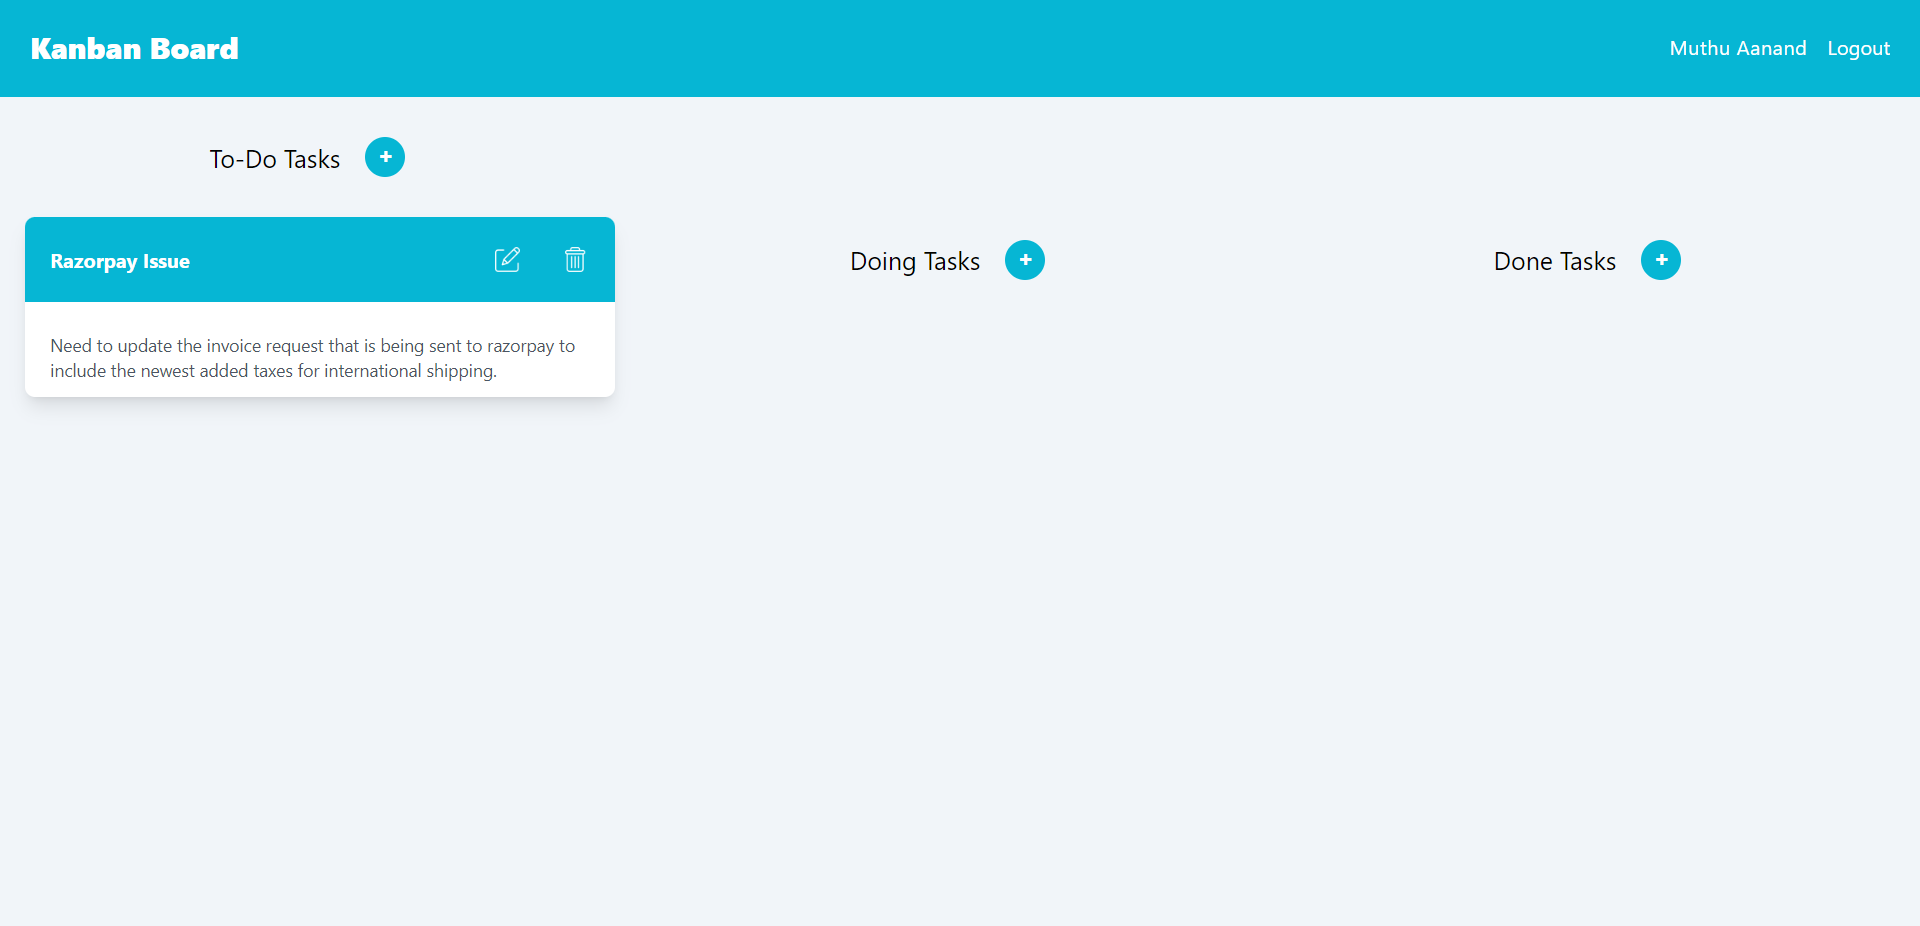 Kanban Board
Muthu Aanand Logout
To-Do Tasks +
Razorpay Issue
Need to update the invoice request that is being sent to razorpay to
include the newest added taxes for international shipping.
Doing Tasks +
Done Tasks +